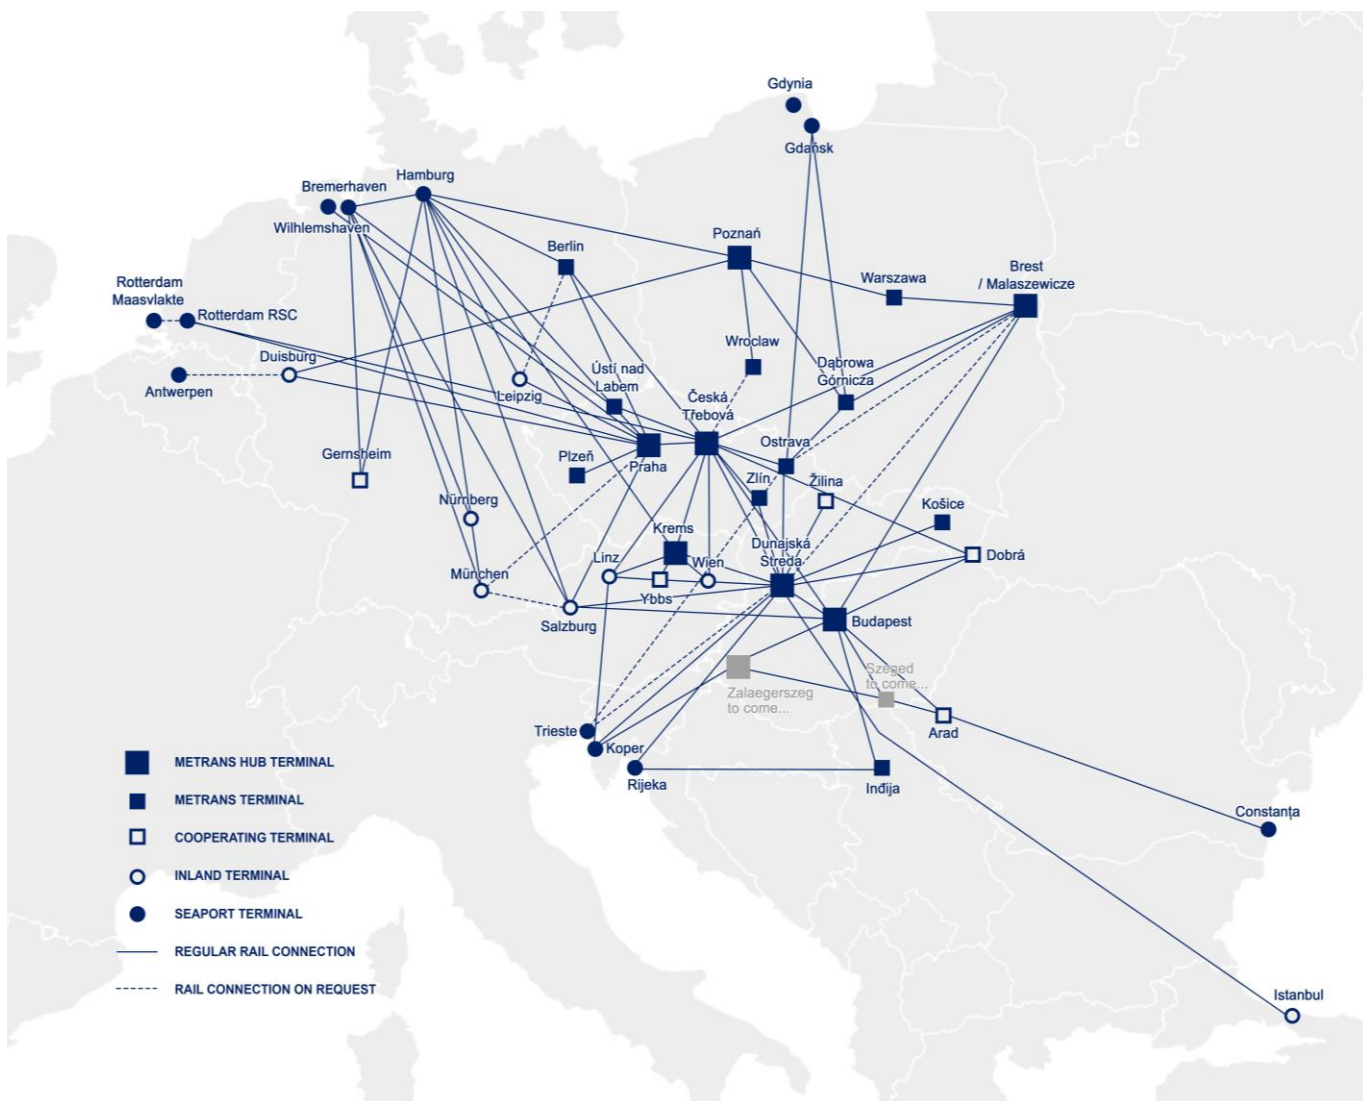 Gdynia
Gdańsk
Hamburg
Bremerhaven
Wilhlemshaven
Berlin
Poznań
Warszawa
Brest
/ Malaszewicze
Rotterdam
Maasvlakte
Rotterdam RSC
Duisburg
Antwerpen
Leipzig
Ústí nad
Labem
Wroclaw
Dąbrowa
Górnicza
Česká
Třebová
Gernsheim
Plzeň
Praha
Ostrava
Zlín
Žilina
Košice
Nürnberg
Krems
Dunajská
Streda
Dobrá
München
Linz
Wien
Ybbs
Salzburg
Budapest
Szeged
to come...
Zalaegerszeg
to come...
Trieste
Koper
Rijeka
Inđija
Arad
Constanța
Istanbul
METRANS HUB TERMINAL
METRANS TERMINAL
COOPERATING TERMINAL
INLAND TERMINAL
SEAPORT TERMINAL
REGULAR RAIL CONNECTION
RAIL CONNECTION ON REQUEST